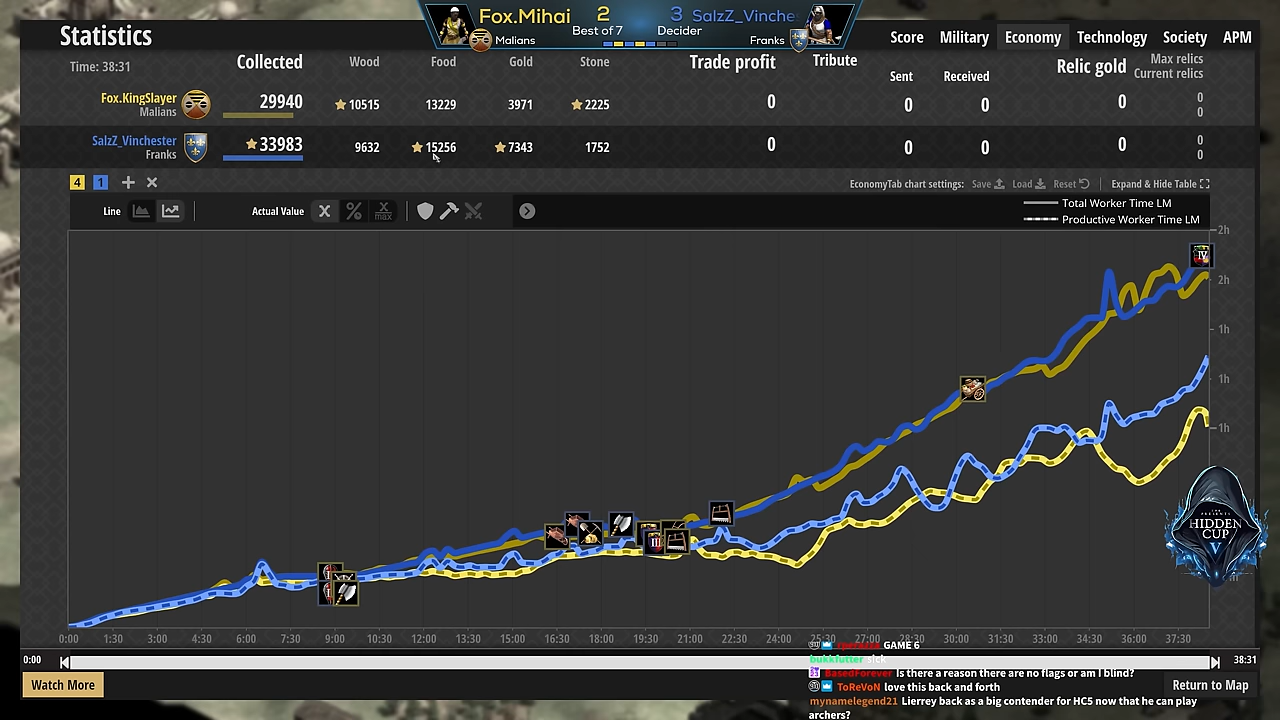 Fox.Mihai 2 3 SalzZ_Vinche
Malians Best of 7 Decider Franks
Statistics
Score Military Economy Technology Society APM
Time: 38:31
Collected Wood Food Gold Stone Trade profit Tribute Sent Received Relic gold Max relics
Current relics
Fox.KingSlayer 29940 10515 13229 3971 2225 0 0 0 0 0
Malians 0
SalzZ_Vinchester 33983 9632 15256 7343 1752 0 0 0 0 0
Franks 0
4 1
EconomyTab chart settings: Save Load Reset Expand & Hide Table
Line Actual Value X % X
max
Total Worker Time LM
Productive Worker Time LM
2h
2h
1h
1h
1h
IV
III
HIDDEN
CUP
V
0:00 1:30 3:00 4:30 6:00 7:30 9:00 10:30 12:00 13:30 15:00 16:30 18:00 19:30 21:00 22:30 24:00 25:30 27:00 28:30 30:00 31:30 33:00 34:30 36:00 37:30
0:00 38:31
Watch More
Return to Map
GAME 6
bukkfutter sick
BasedForever Is there a reason there are no flags or am I blind?
ToReVoN love this back and forth
mynamelegend21 Lierrey back as a big contender for HC5 now that he can play
archers?